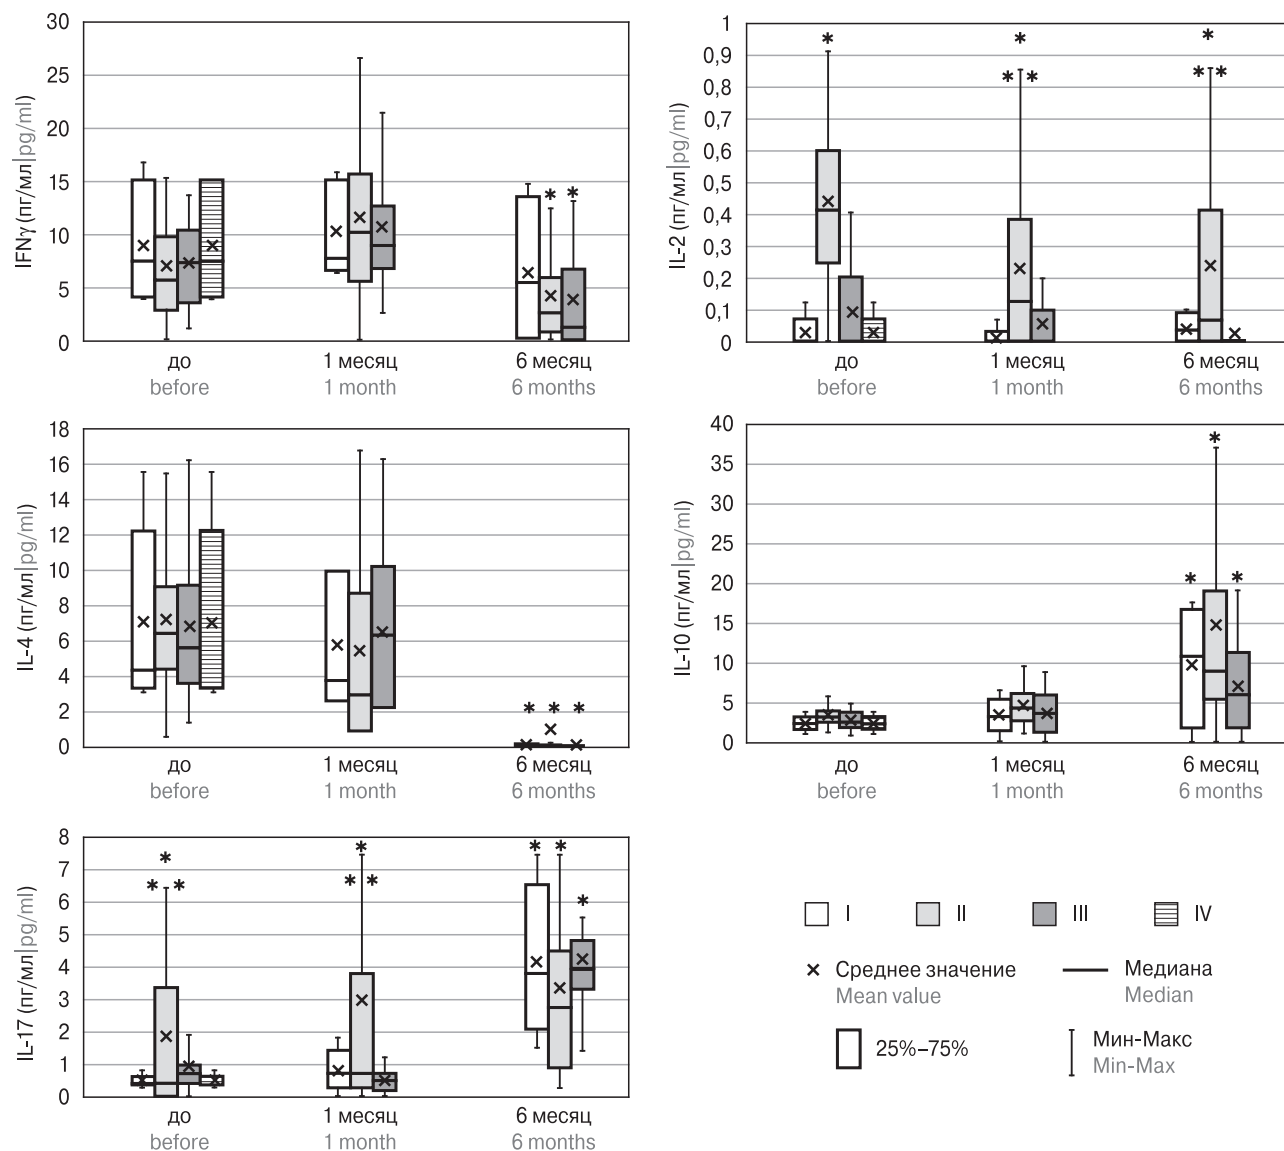 IFNγ (пг/мл|pg/ml)
30
25
20
15
10
5
0
* *
до
before
1 месяц
1 month
6 месяц
6 months
IL-2 (пг/мл|pg/ml)
1
0,9
0,8
0,7
0,6
0,5
0,4
0,3
0,2
0,1
0
* * *
* * * *
до
before
1 месяц
1 month
6 месяц
6 months
IL-4 (пг/мл|pg/ml)
18
16
14
12
10
8
6
4
2
0
* * *
до
before
1 месяц
1 month
6 месяц
6 months
IL-10 (пг/мл|pg/ml)
40
35
30
25
20
15
10
5
0
*
* *
до
before
1 месяц
1 month
6 месяц
6 months
IL-17 (пг/мл|pg/ml)
8
7
6
5
4
3
2
1
0
* * * *
* * * * *
до
before
1 месяц
1 month
6 месяц
6 months
I II III IV
× Среднее значение
Mean value
Медиана
Median
25%–75%
Мин-Макс
Min-Max